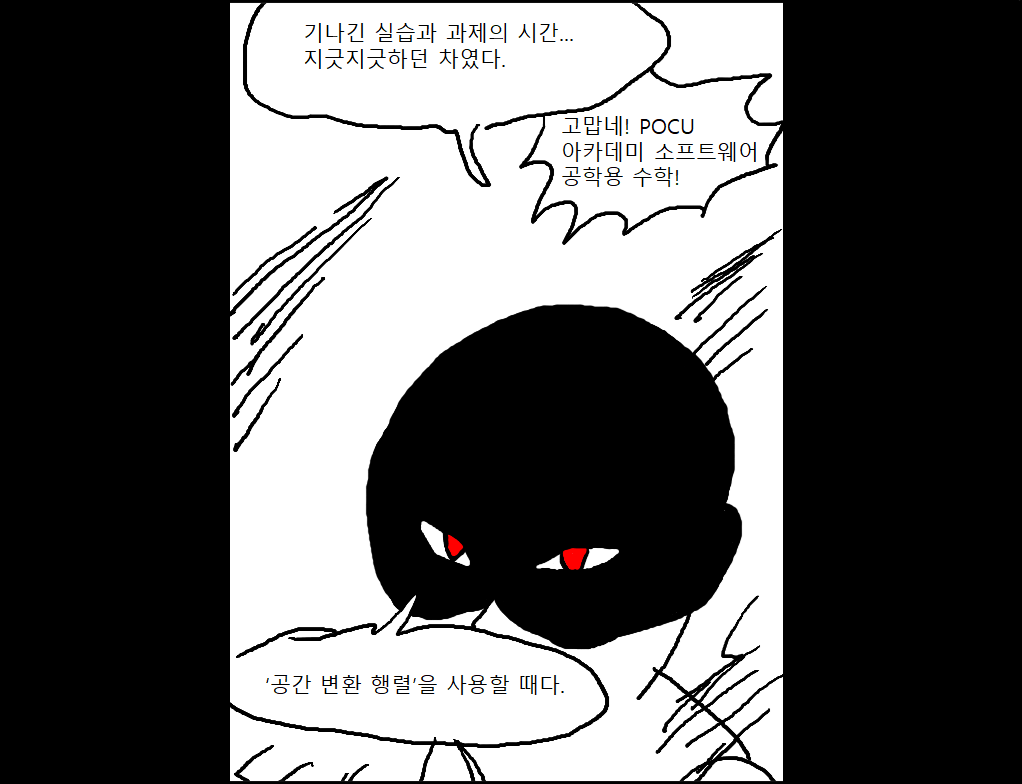 기나긴 실습과 과제의 시간...
지긋지긋하던 차였다.
고맙네! POCU
아카데미 소프트웨어
공학용 수학!
'공간 변환 행렬'을 사용할 때다.